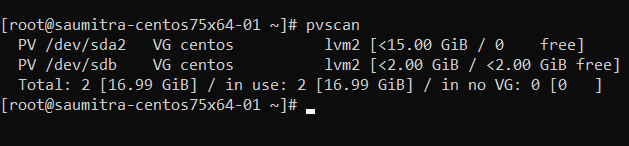 [root@saumitra-centos75x64-01 ~]# pvscan
  PV /dev/sda2   VG centos          lvm2 [<15.00 GiB / 0    free]
  PV /dev/sdb    VG centos          lvm2 [<2.00 GiB / <2.00 GiB free]
  Total: 2 [16.99 GiB] / in use: 2 [16.99 GiB] / in no VG: 0 [0   ]
[root@saumitra-centos75x64-01 ~]#